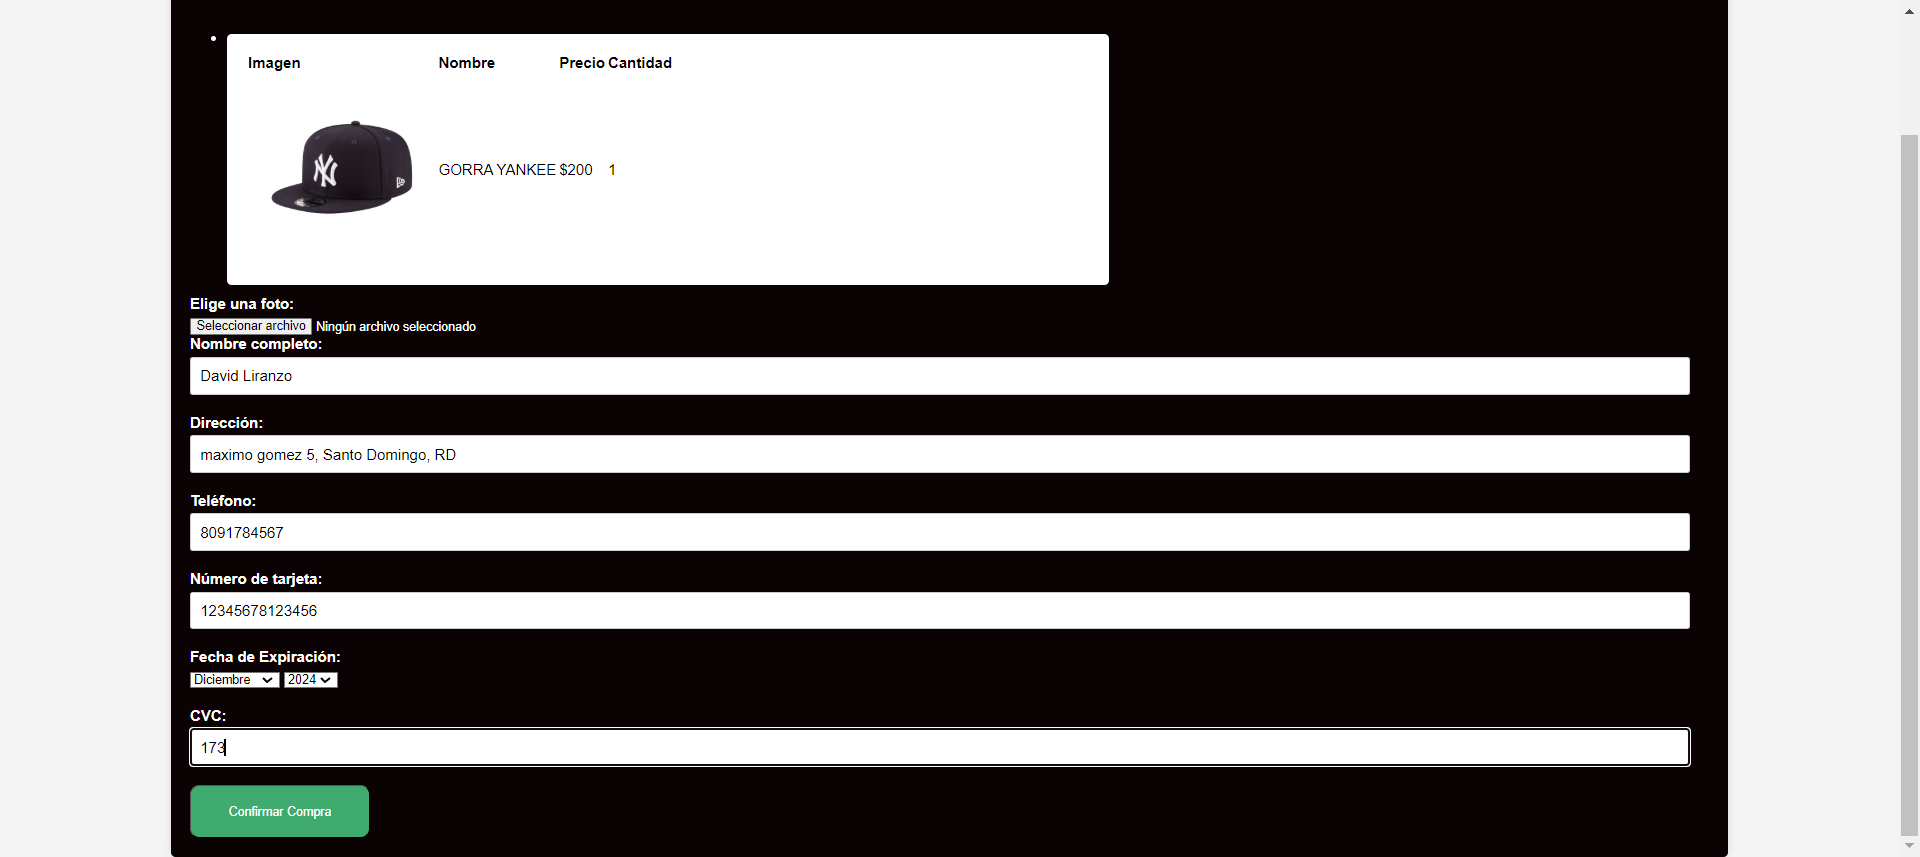 Imagen Nombre Precio Cantidad
NY
GORRA YANKEE $200 1
Elige una foto:
Seleccionar archivo Ningún archivo seleccionado
Nombre completo:
David Liranzo
Dirección:
maximo gomez 5, Santo Domingo, RD
Teléfono:
8091784567
Número de tarjeta:
12345678123456
Fecha de Expiración:
Diciembre 2024
CVC:
173
Confirmar Compra